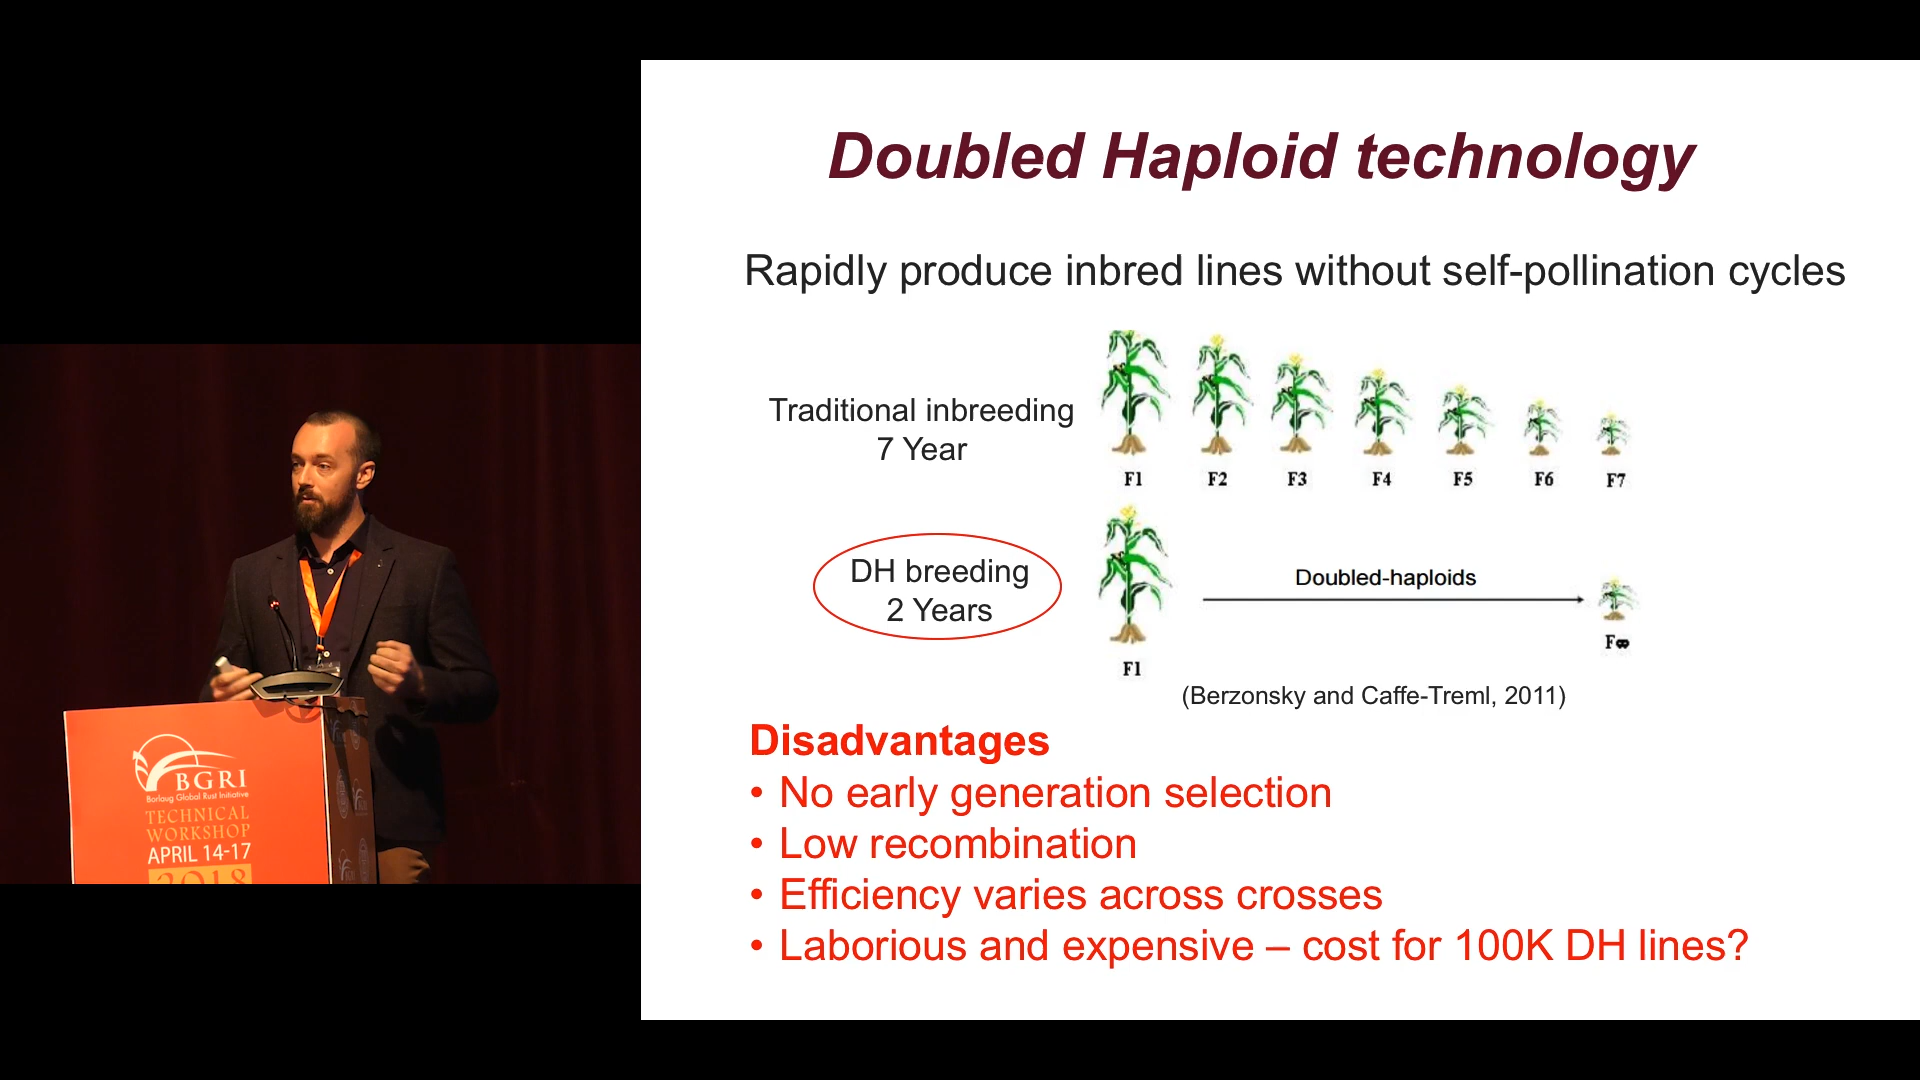 Doubled Haploid technology
Rapidly produce inbred lines without self-pollination cycles
Traditional inbreeding
7 Year
F1 F2 F3 F4 F5 F6 F7
DH breeding
2 Years
Doubled-haploids
F1
F∞
(Berzonsky and Caffe-Treml, 2011)
Disadvantages
• No early generation selection
• Low recombination
• Efficiency varies across crosses
• Laborious and expensive – cost for 100K DH lines?
BGRI
Borlaug Global Rust Initiative
TECHNICAL
WORKSHOP
APRIL 14-17
2018